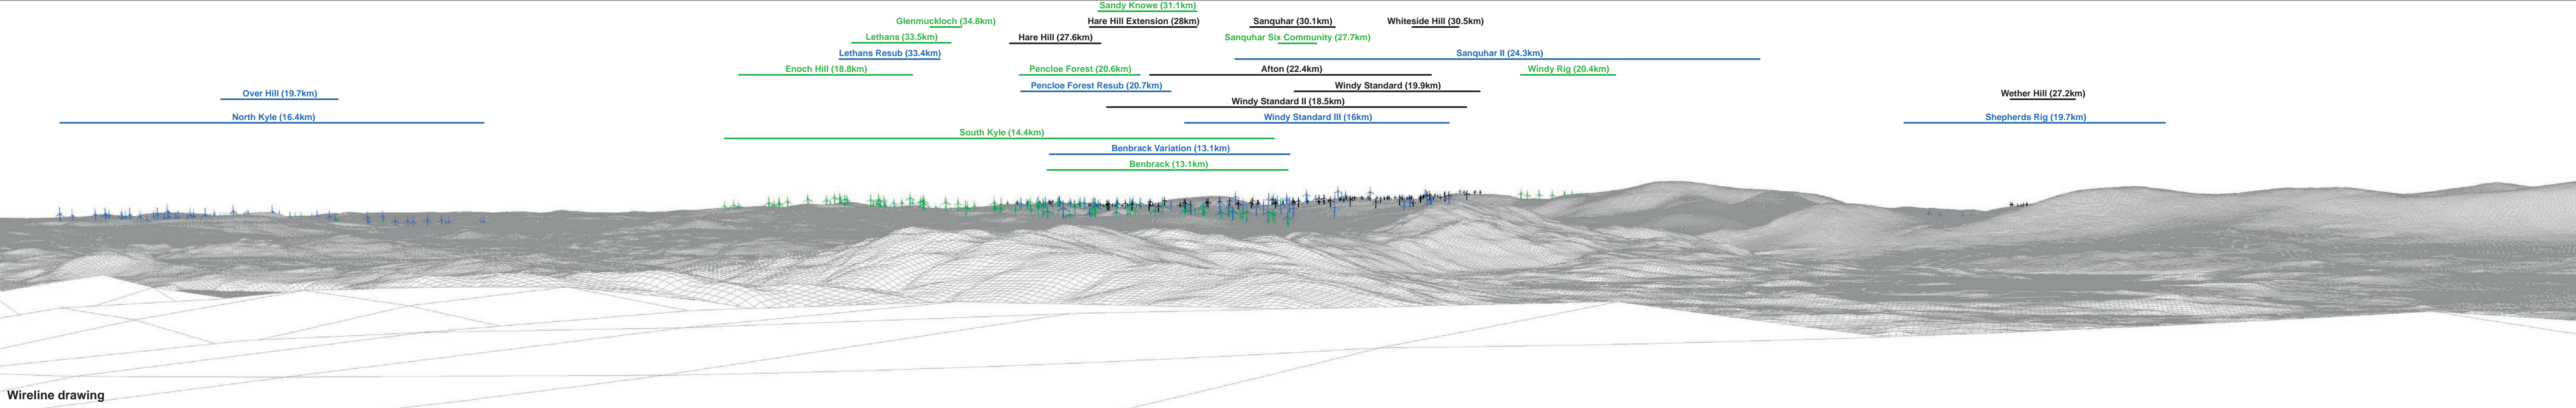 Sandy Knowe (31.1km)
Glenmuckloch (34.8km)
Hare Hill Extension (28km)
Sanquhar (30.1km)
Whiteside Hill (30.5km)
Lethans (33.5km)
Hare Hill (27.6km)
Sanquhar Six Community (27.7km)
Lethans Resub (33.4km)
Sanquhar II (24.3km)
Enoch Hill (18.8km)
Pencloe Forest (20.6km)
Afton (22.4km)
Windy Rig (20.4km)
Pencloe Forest Resub (20.7km)
Windy Standard (19.9km)
Over Hill (19.7km)
Wether Hill (27.2km)
Windy Standard II (18.5km)
North Kyle (16.4km)
Windy Standard III (16km)
Shepherds Rig (19.7km)
South Kyle (14.4km)
Benbrack Variation (13.1km)
Benbrack (13.1km)
Wireline drawing